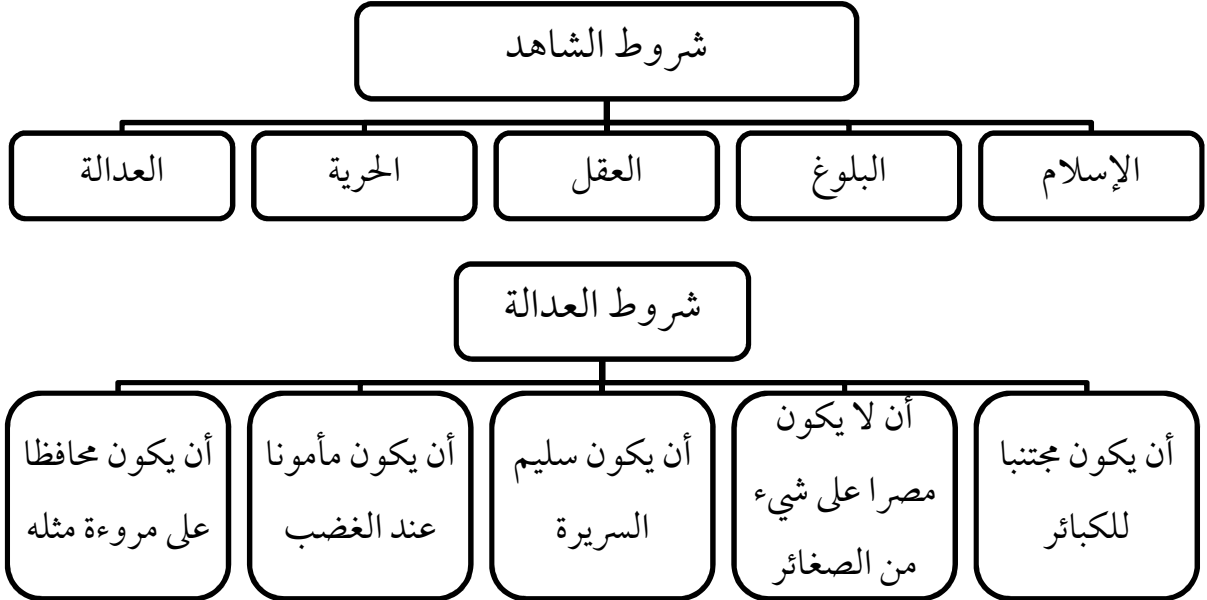 شروط الشاهد
الإسلام
البلوغ
العقل
الحرية
العدالة
شروط العدالة
أن يكون مجتنبا
للكبائر
أن لا يكون
مصرا على شيء
من الصغائر
أن يكون سليم
السريرة
أن يكون مأمونا
عند الغضب
أن يكون محافظا
على مروءة مثله